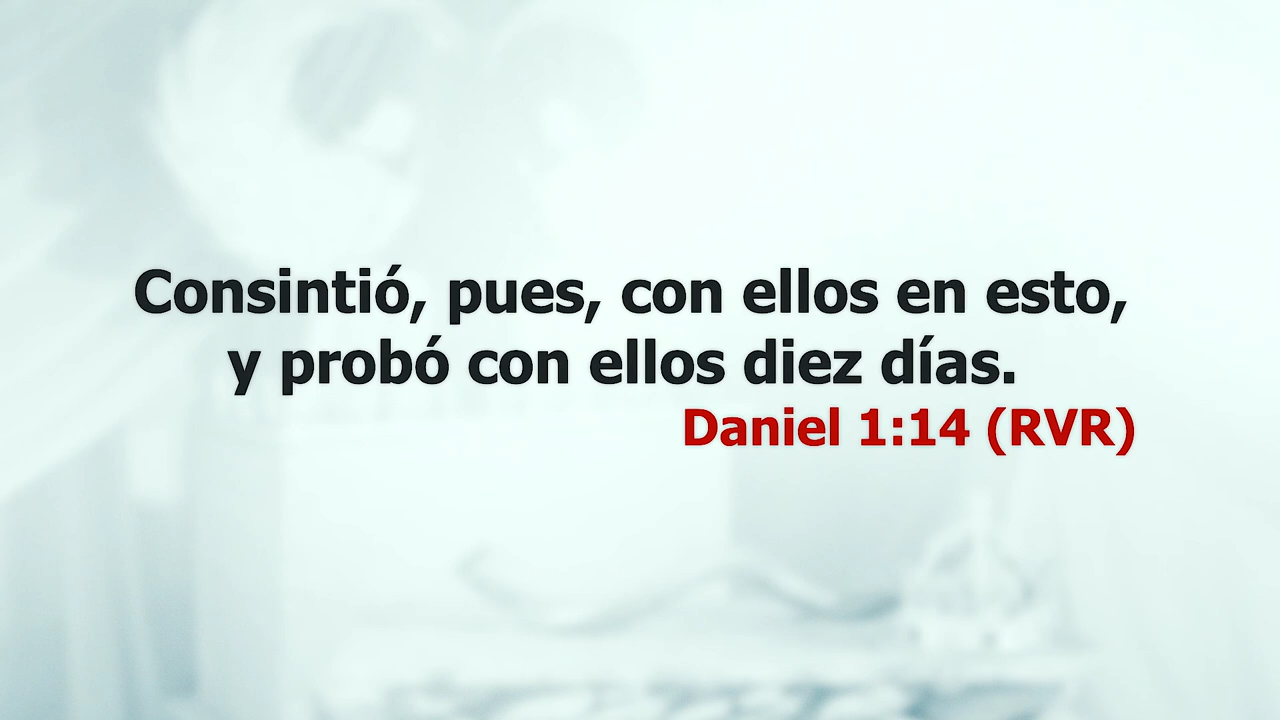 Consintió, pues, con ellos en esto,
y probó con ellos diez días.
Daniel 1:14 (RVR)